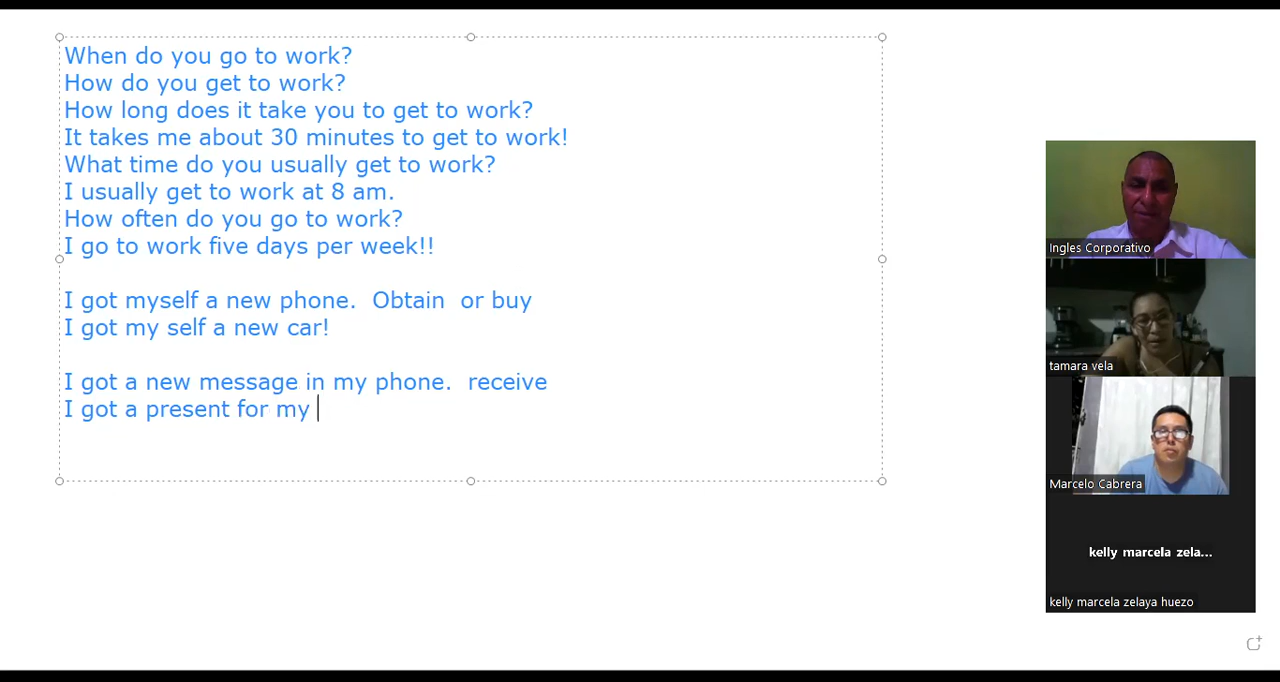 When do you go to work?
How do you get to work?
How long does it take you to get to work?
It takes me about 30 minutes to get to work!
What time do you usually get to work?
I usually get to work at 8 am.
How often do you go to work?
I go to work five days per week!!
I got myself a new phone.  Obtain  or buy
I got my self a new car!
I got a new message in my phone.  receive
I got a present for my
Ingles Corporativo
tamara vela
Marcelo Cabrera
kelly marcela zela...
kelly marcela zelaya huezo